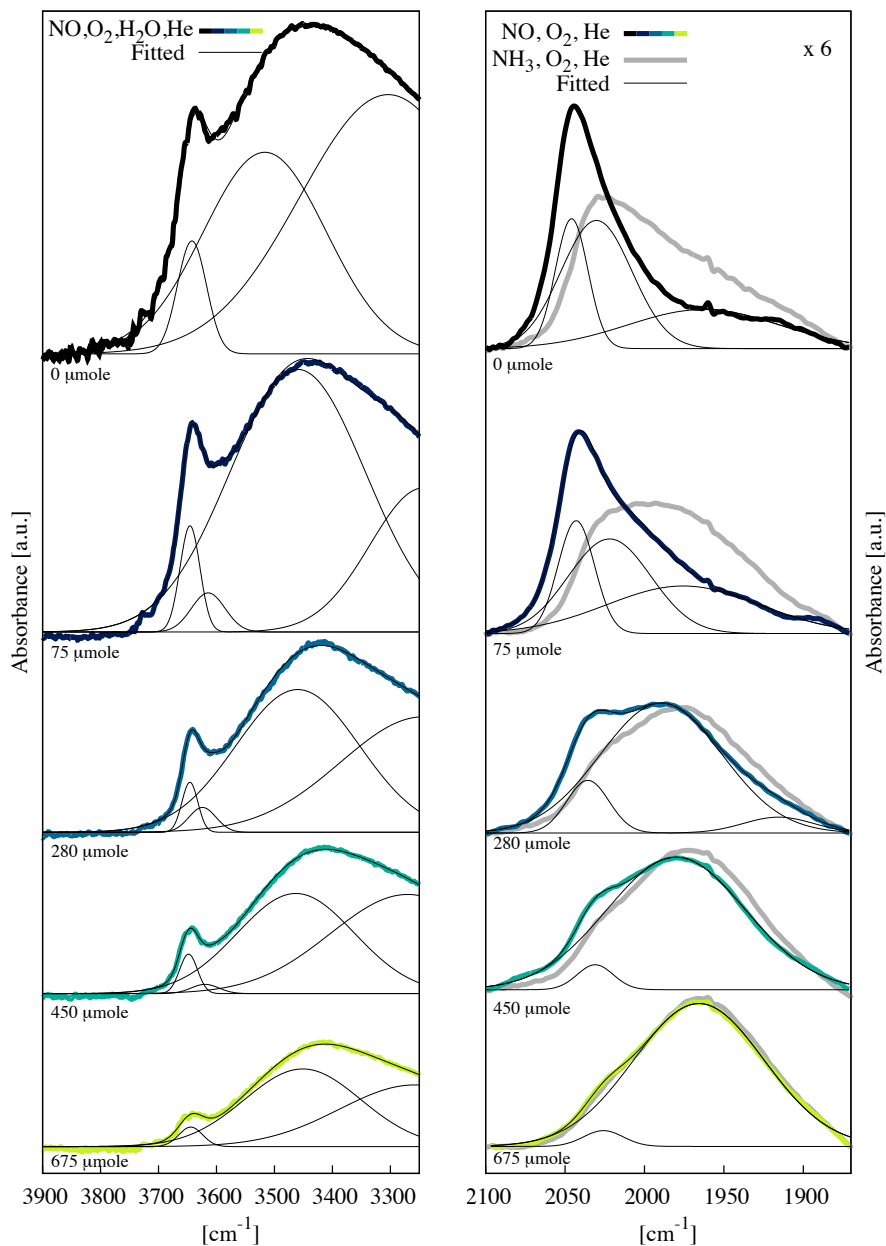 NO,O₂,H₂O,He
Fitted
0 μmole
75 μmole
280 μmole
450 μmole
675 μmole
3900 3800 3700 3600 3500 3400 3300
[cm⁻¹]
Absorbance [a.u.]
NO, O₂, He
NH₃, O₂, He
Fitted
x 6
0 μmole
75 μmole
280 μmole
450 μmole
675 μmole
2100 2050 2000 1950 1900
[cm⁻¹]
Absorbance [a.u.]